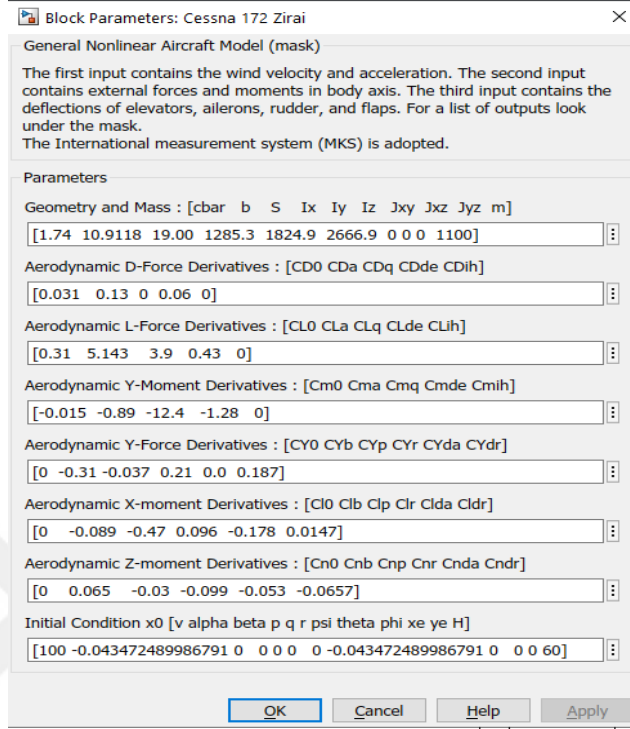 Block Parameters: Cessna 172 Zirai
General Nonlinear Aircraft Model (mask)
The first input contains the wind velocity and acceleration. The second input
contains external forces and moments in body axis. The third input contains the
deflections of elevators, ailerons, rudder, and flaps. For a list of outputs look
under the mask.
The International measurement system (MKS) is adopted.
Parameters
Geometry and Mass : [cbar b S Ix Iy Iz Jxy Jxz Jyz m]
[1.74 10.9118 19.00 1285.3 1824.9 2666.9 0 0 0 1100]
Aerodynamic D-Force Derivatives : [CD0 CDa CDq CDde CDih]
[0.031 0.13 0 0.06 0]
Aerodynamic L-Force Derivatives : [CL0 CLa CLq CLde CLih]
[0.31 5.143 3.9 0.43 0]
Aerodynamic Y-Moment Derivatives : [Cm0 Cma Cmq Cmde Cmih]
[-0.015 -0.89 -12.4 -1.28 0]
Aerodynamic Y-Force Derivatives : [CY0 CYb CYp CYr CYda CYdr]
[0 -0.31 -0.037 0.21 0.0 0.187]
Aerodynamic X-moment Derivatives : [Cl0 Clb Clp Clr Clda Cldr]
[0 -0.089 -0.47 0.096 -0.178 0.0147]
Aerodynamic Z-moment Derivatives : [Cn0 Cnb Cnp Cnr Cnda Cndr]
[0 0.065 -0.03 -0.099 -0.053 -0.0657]
Initial Condition x0 [v alpha beta p q r psi theta phi xe ye H]
[100 -0.043472489986791 0 0 0 0 0 -0.043472489986791 0 0 0 60]
OK Cancel Help Apply